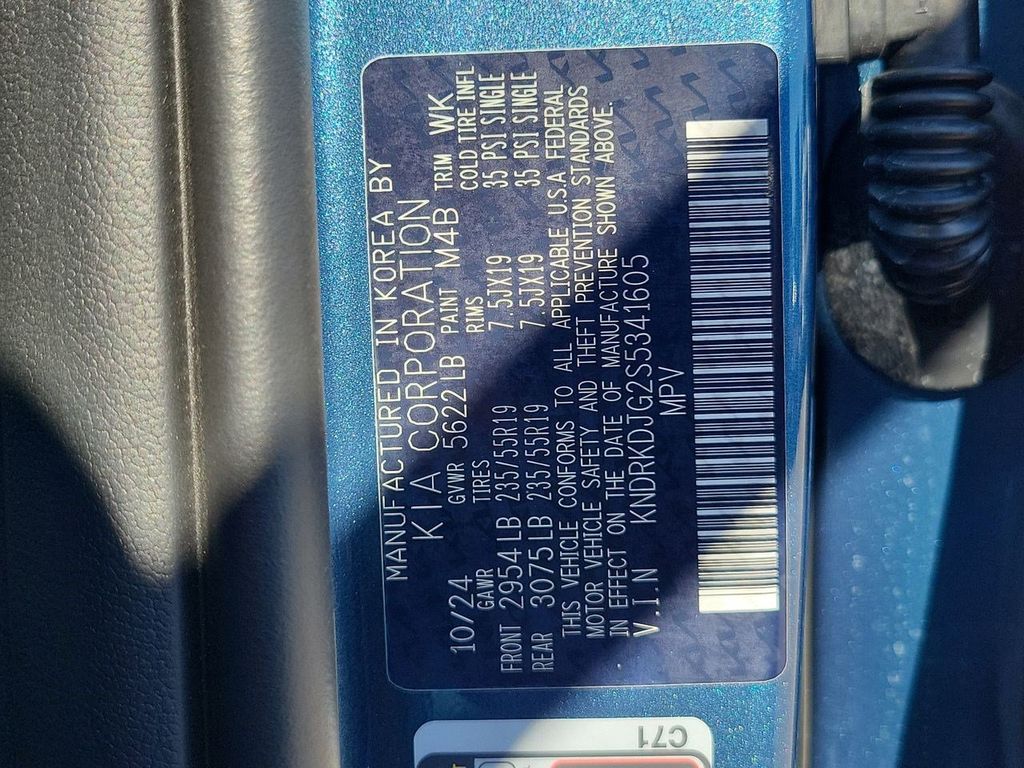 MANUFACTURED IN KOREA BY
KIA CORPORATION
10/24 GVWR 5622LB PAINT M4B TRIM WK
GAWR TIRES RIMS COLD TIRE INFL
FRONT 2954LB 235/55R19 7.5JX19 35 PSI SINGLE
REAR 3075LB 235/55R19 7.5JX19 35 PSI SINGLE
THIS VEHICLE CONFORMS TO ALL APPLICABLE U.S.A FEDERAL
MOTOR VEHICLE SAFETY AND THEFT PREVENTION STANDARDS
IN EFFECT ON THE DATE OF MANUFACTURE SHOWN ABOVE.
V.I.N KNDRKDJG2S5341605
MPV
C71